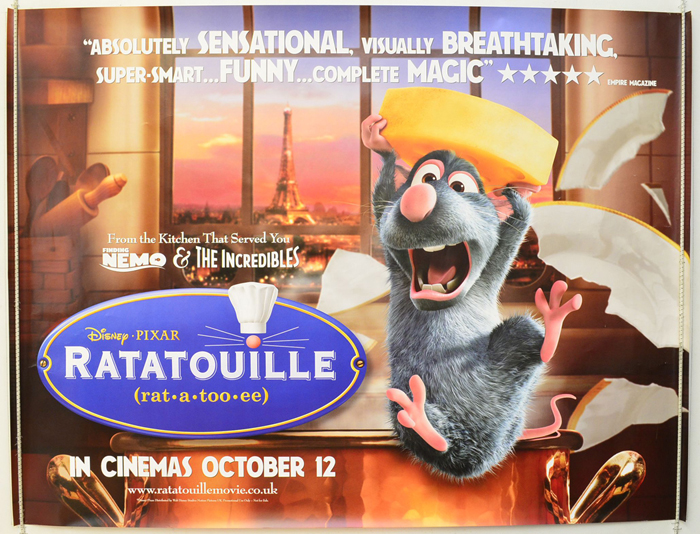 “ABSOLUTELY SENSATIONAL, VISUALLY BREATHTAKING,
SUPER-SMART...FUNNY...COMPLETE MAGIC” ★★★★★ EMPIRE MAGAZINE
From the Kitchen That Served You
FINDING NEMO & THE INCREDIBLES
DISNEY · PIXAR
RATATOUILLE
(rat•a•too•ee)
IN CINEMAS OCTOBER 12
www.ratatouillemovie.co.uk